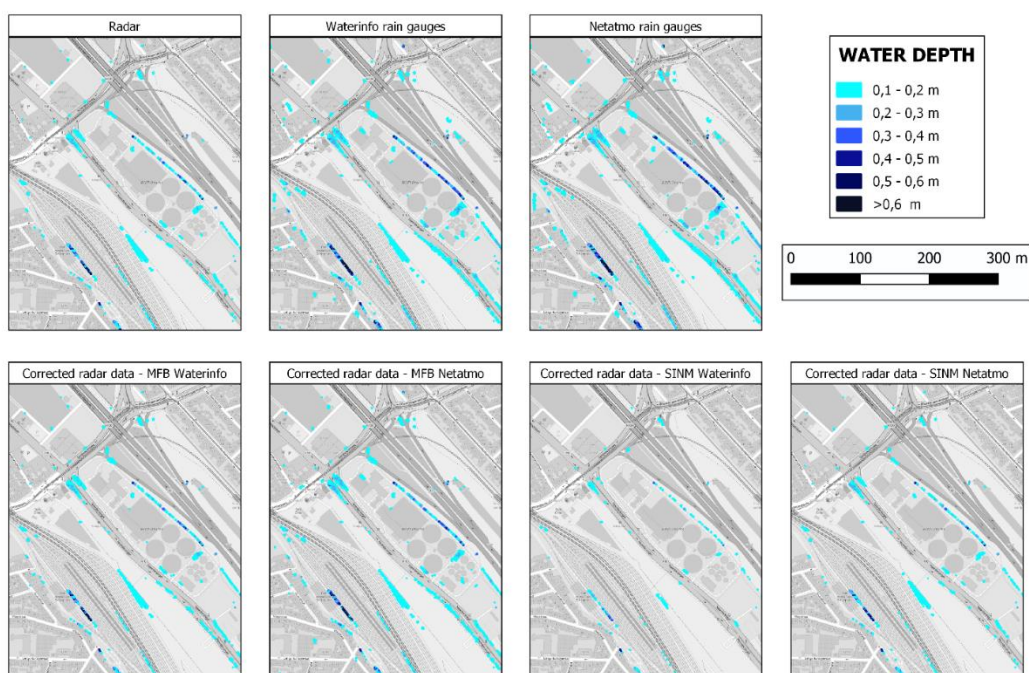 Radar
Waterinfo rain gauges
Netatmo rain gauges
WATER DEPTH
0,1 - 0,2 m
0,2 - 0,3 m
0,3 - 0,4 m
0,4 - 0,5 m
0,5 - 0,6 m
>0,6 m
0 100 200 300 m
Corrected radar data - MFB Waterinfo
Corrected radar data - MFB Netatmo
Corrected radar data - SINM Waterinfo
Corrected radar data - SINM Netatmo